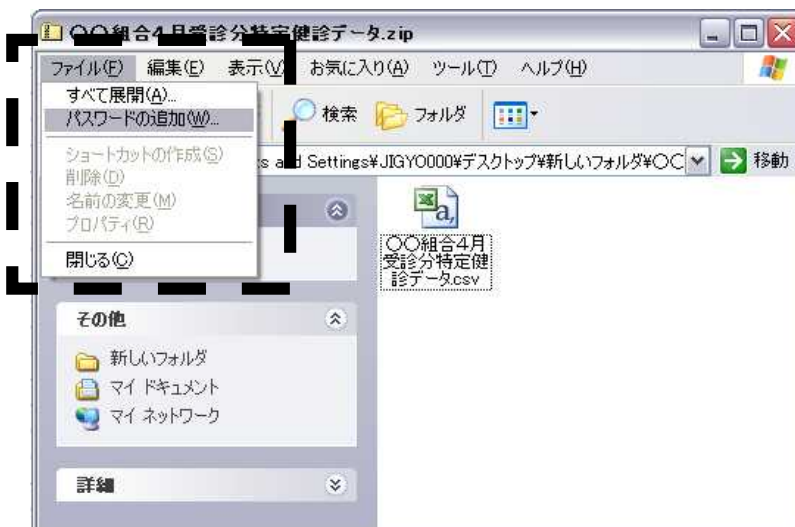 〇〇組合4月受診分特定健診データ.zip
ファイル(F) 編集(E) 表示(V) お気に入り(A) ツール(T) ヘルプ(H)
すべて展開(A)...
パスワードの追加(W)...
検索 フォルダ
ショートカットの作成(S)
s and Settings¥JIGYO000¥デスクトップ¥新しいフォルダ¥〇〇
移動
削除(D)
名前の変更(M)
プロパティ(R)
閉じる(C)
〇〇組合4月
受診分特定健
診データ.csv
その他
新しいフォルダ
マイ ドキュメント
マイ ネットワーク
詳細